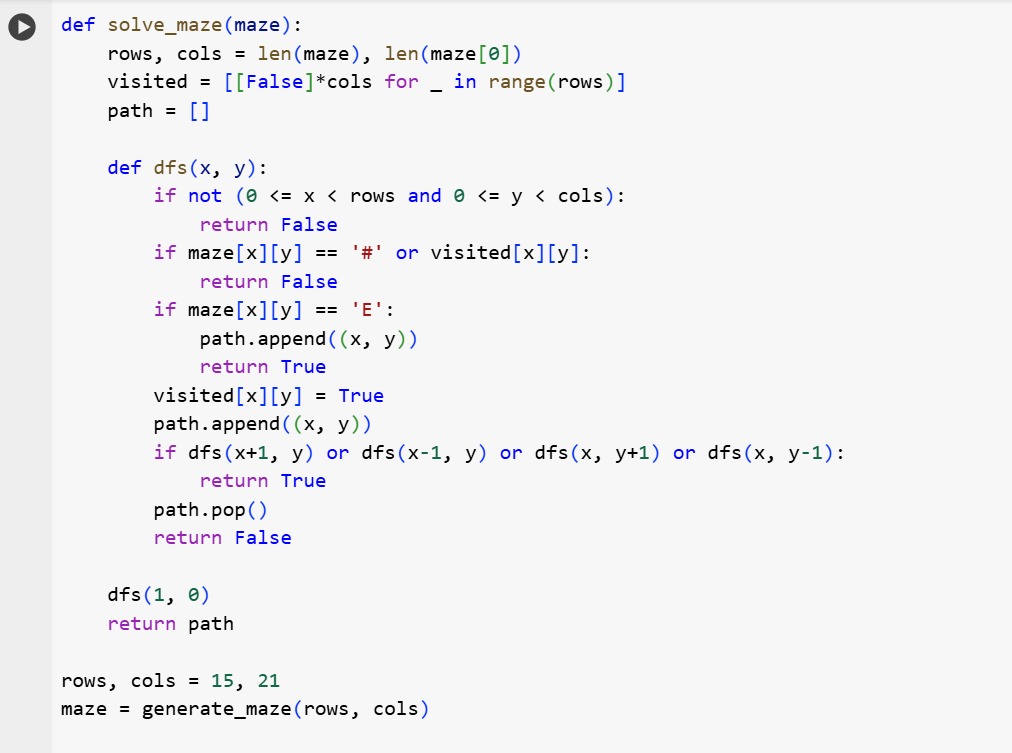 def solve_maze(maze):
    rows, cols = len(maze), len(maze[0])
    visited = [[False]*cols for _ in range(rows)]
    path = []

    def dfs(x, y):
        if not (0 <= x < rows and 0 <= y < cols):
            return False
        if maze[x][y] == '#' or visited[x][y]:
            return False
        if maze[x][y] == 'E':
            path.append((x, y))
            return True
        visited[x][y] = True
        path.append((x, y))
        if dfs(x+1, y) or dfs(x-1, y) or dfs(x, y+1) or dfs(x, y-1):
            return True
        path.pop()
        return False

    dfs(1, 0)
    return path

rows, cols = 15, 21
maze = generate_maze(rows, cols)